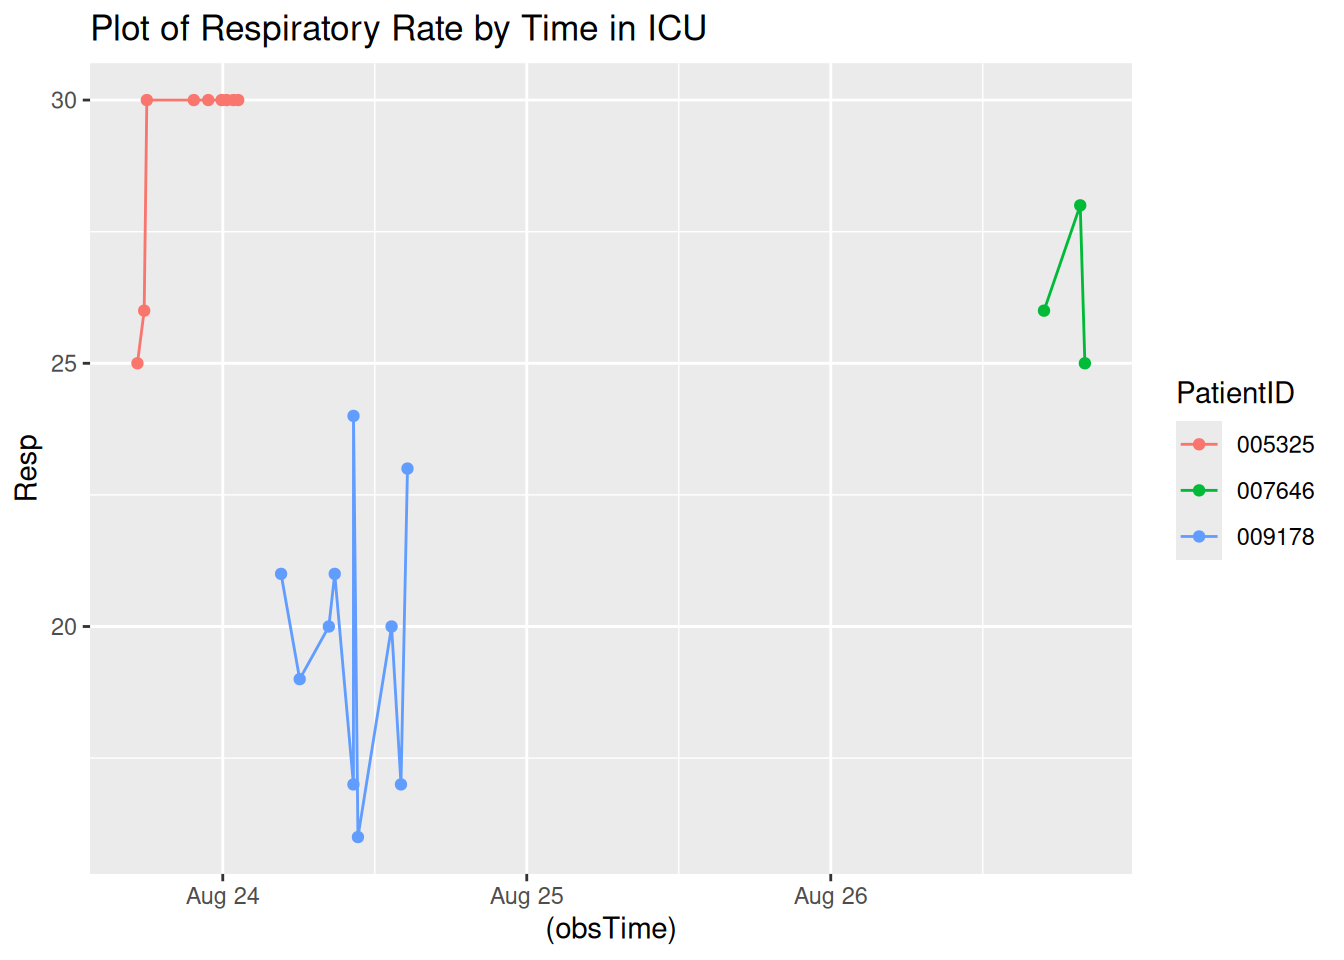 Plot of Respiratory Rate by Time in ICU
30
25
20
Resp
Aug 24
Aug 25
Aug 26
(obsTime)
PatientID
005325
007646
009178